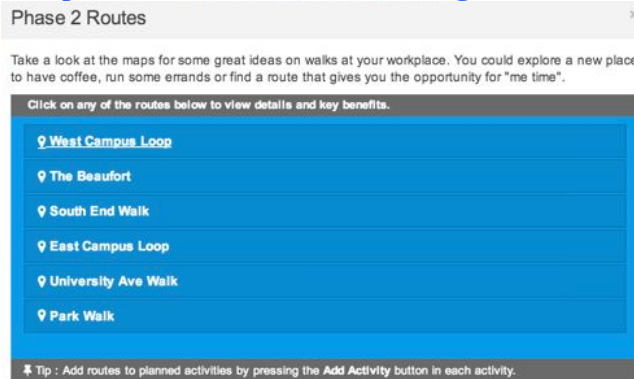 Phase 2 Routes
Take a look at the maps for some great ideas on walks at your workplace. You could explore a new place
to have coffee, run some errands or find a route that gives you the opportunity for "me time".
Click on any of the routes below to view details and key benefits.
West Campus Loop
The Beaufort
South End Walk
East Campus Loop
University Ave Walk
Park Walk
Tip : Add routes to planned activities by pressing the Add Activity button in each activity.